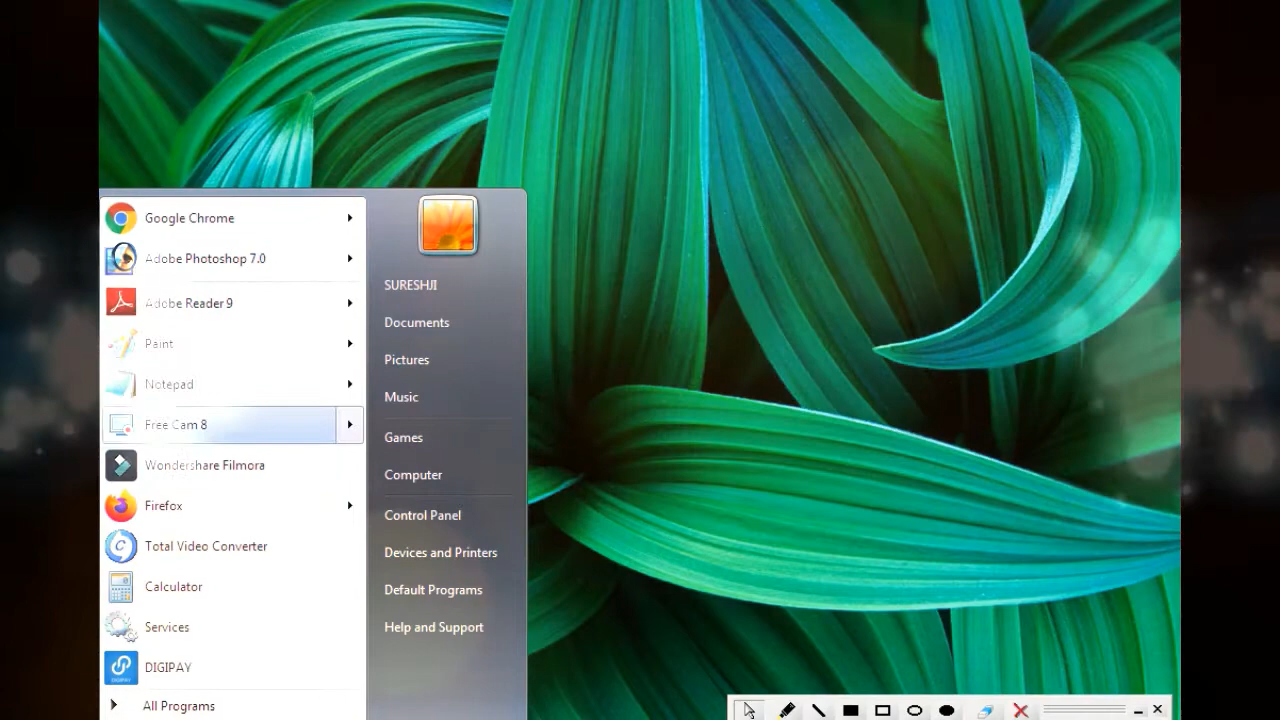 Google Chrome
Adobe Photoshop 7.0
Adobe Reader 9
Paint
Notepad
Free Cam 8
Wondershare Filmora
Firefox
Total Video Converter
Calculator
Services
DIGIPAY
All Programs
SURESHJI
Documents
Pictures
Music
Games
Computer
Control Panel
Devices and Printers
Default Programs
Help and Support